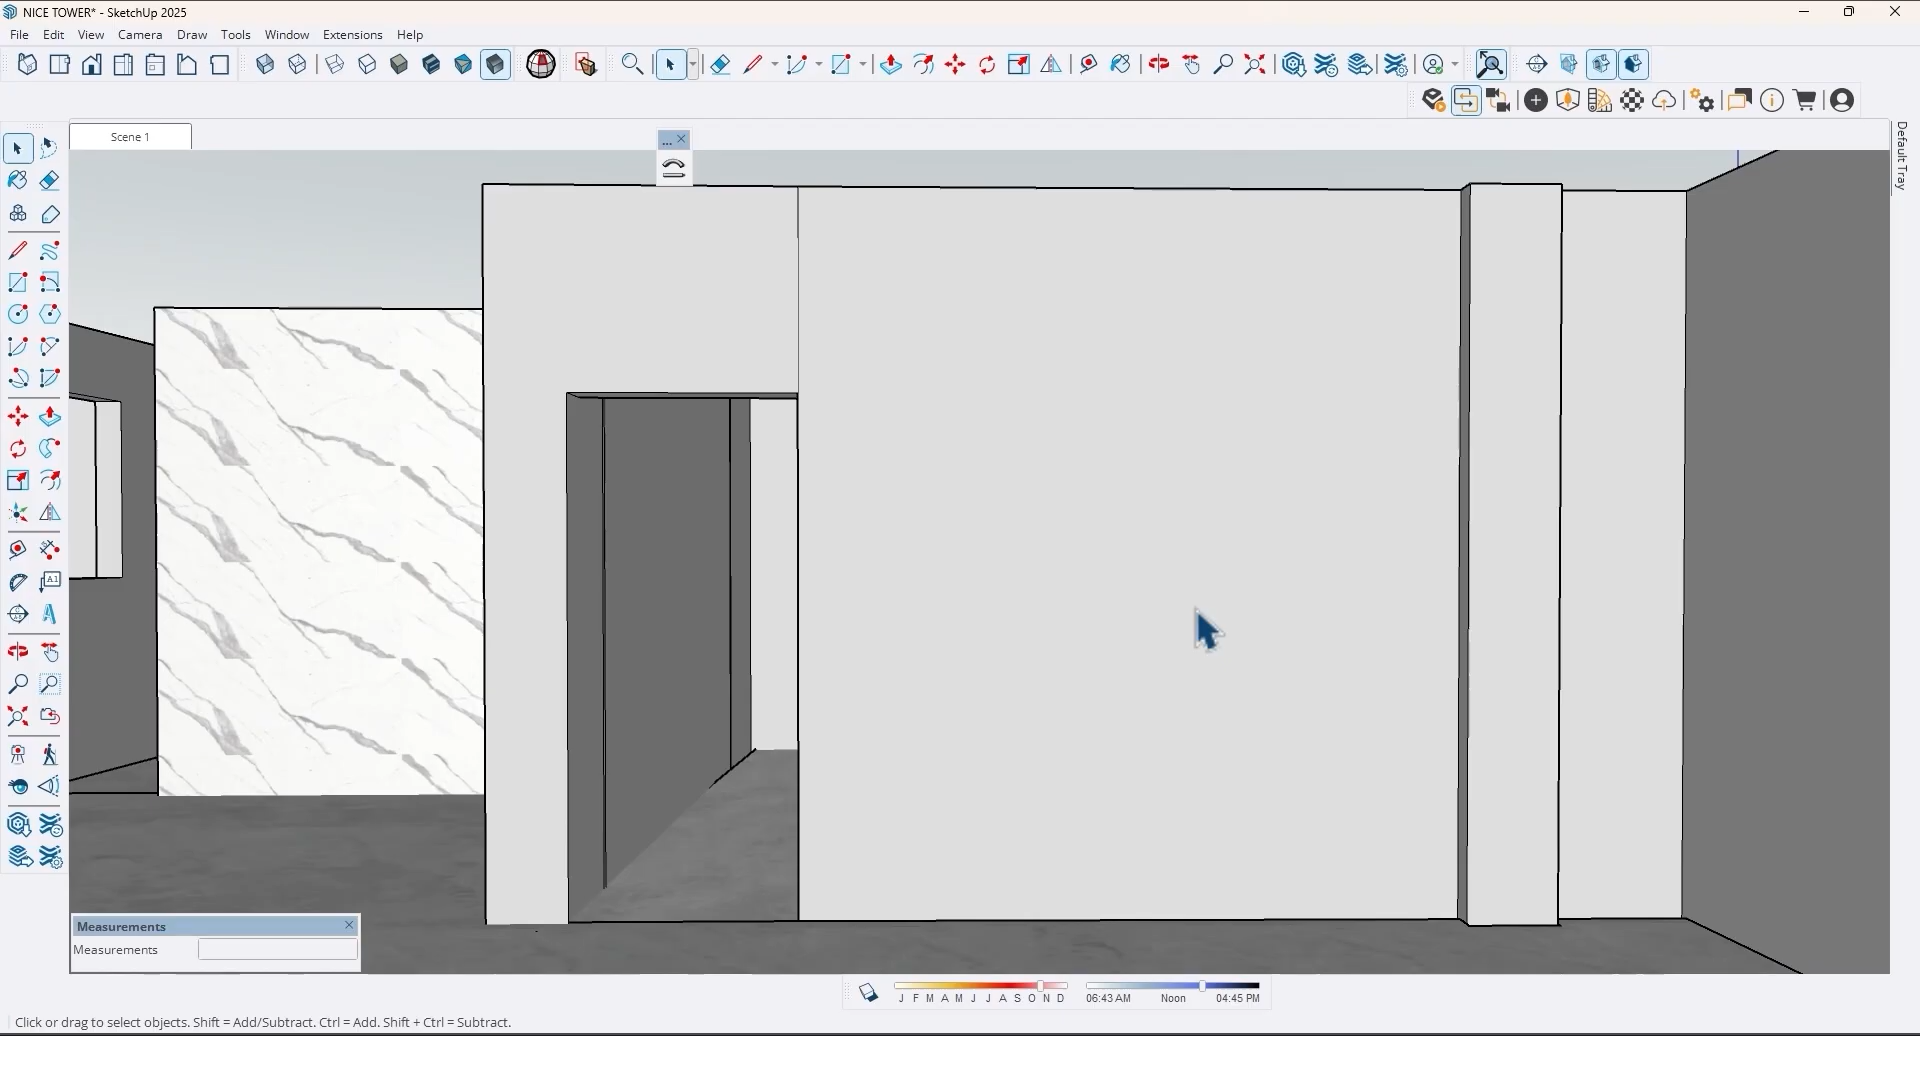 NICE TOWER* - SketchUp 2025
File Edit View Camera Draw Tools Window Extensions Help
Scene 1
...
Default Tray
A1
Measurements
Measurements
J F M A M J J A S O N D
06:43 AM Noon 04:45 PM
Click or drag to select objects. Shift = Add/Subtract. Ctrl = Add. Shift + Ctrl = Subtract.